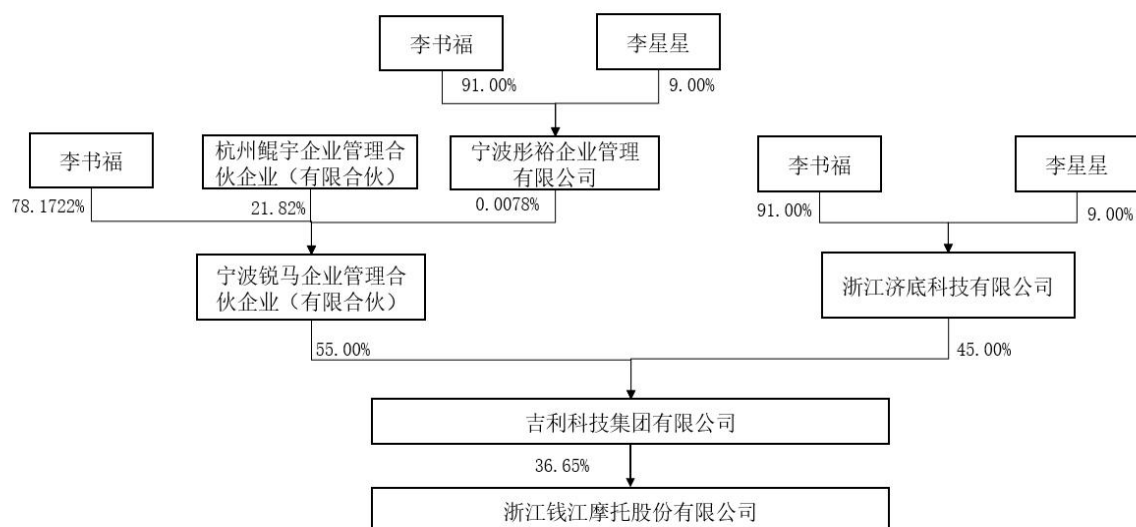 李书福
李星星
91.00%
9.00%
李书福
杭州鲲宇企业管理合
伙企业（有限合伙）
宁波彤裕企业管理
有限公司
李书福
李星星
78.1722%
21.82%
0.0078%
91.00%
9.00%
宁波锐马企业管理合
伙企业（有限合伙）
浙江济底科技有限公司
55.00%
45.00%
吉利科技集团有限公司
36.65%
浙江钱江摩托股份有限公司